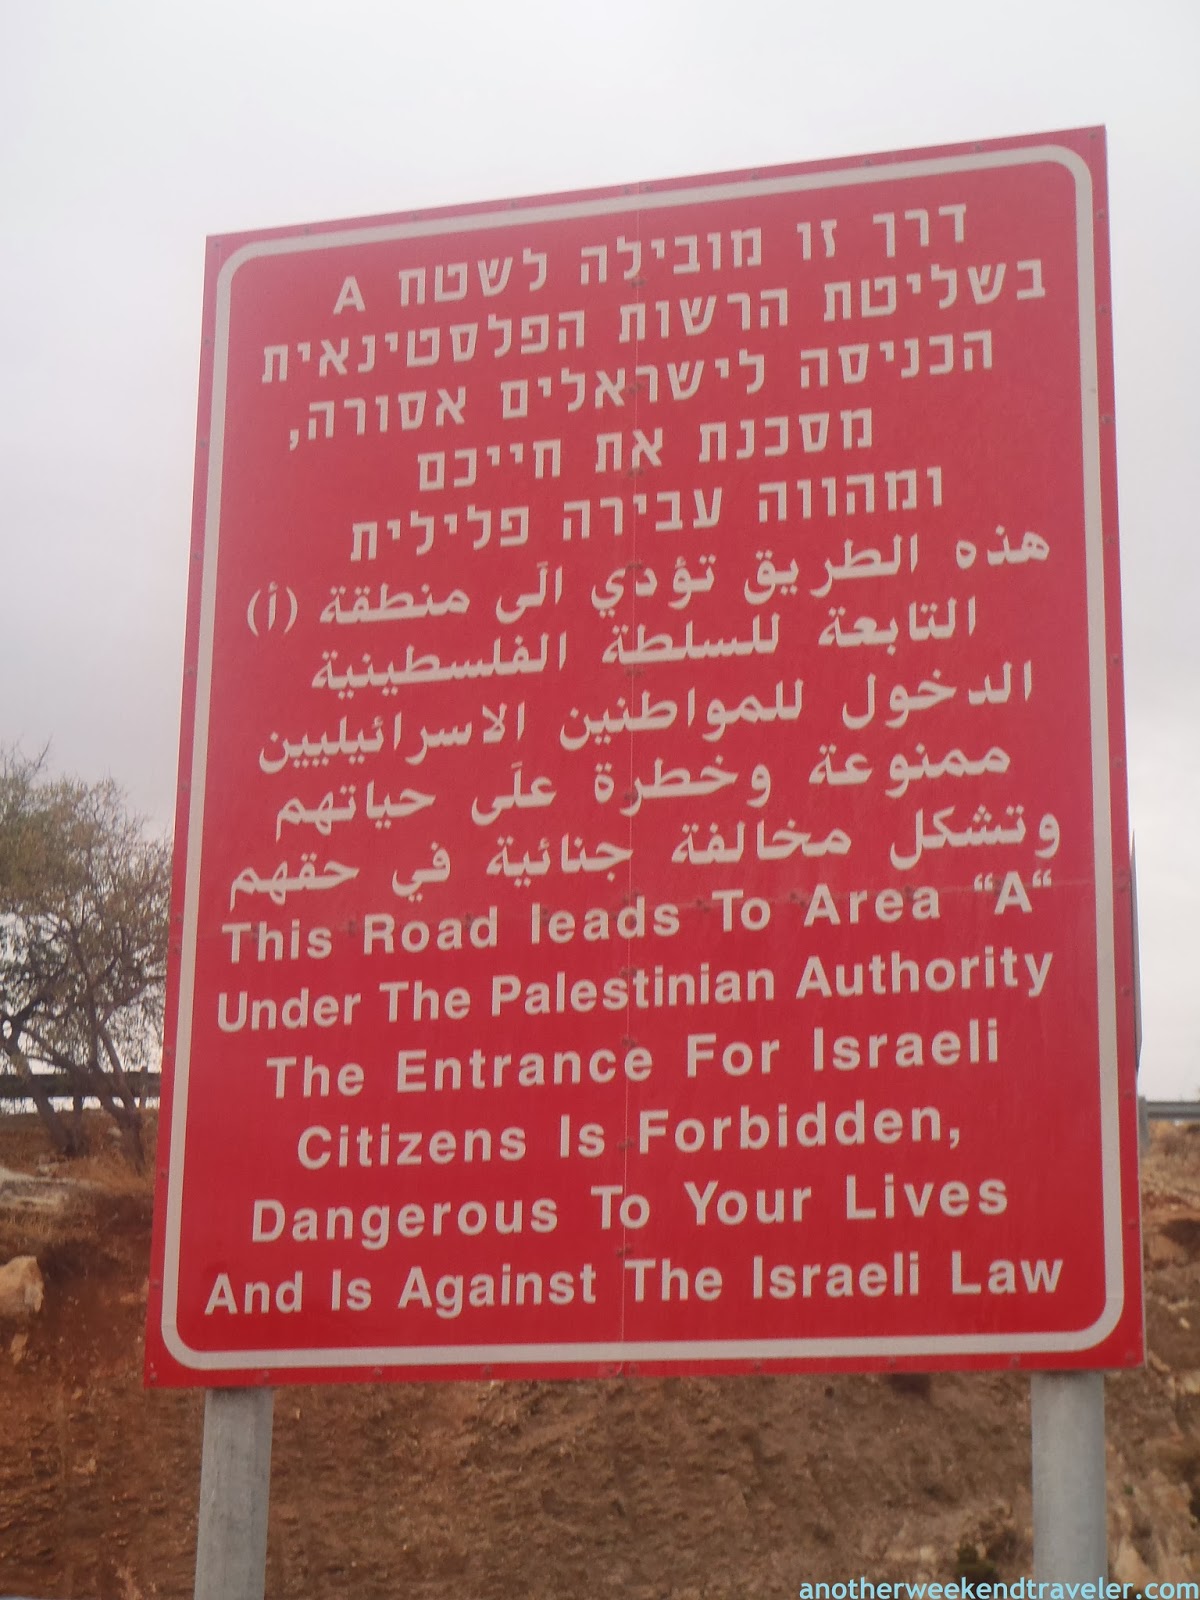 דרך זו מובילה לשטח A
בשליטת הרשות הפלסטינאית
הכניסה לישראלים אסורה,
מסכנת את חייכם
ומהווה עבירה פלילית
هذه الطريق تؤدي الى منطقة (أ)
التابعة للسلطة الفلسطينية
الدخول للمواطنين الاسرائيليين
ممنوعة وخطرة على حياتهم
وتشكل مخالفة جنائية في حقهم
This Road leads To Area “A“
Under The Palestinian Authority
The Entrance For Israeli
Citizens Is Forbidden,
Dangerous To Your Lives
And Is Against The Israeli Law
anotherweekendtraveler.com